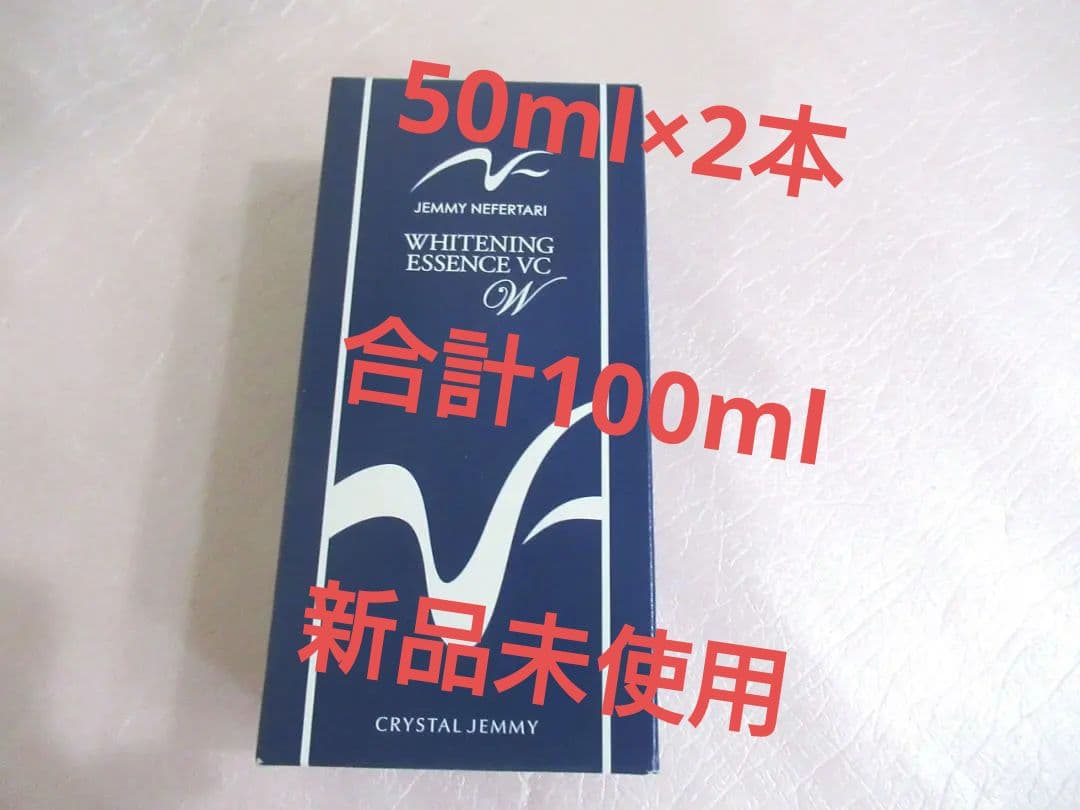 50ml×2本
JEMMY NEFERTARI
WHITENING
ESSENCE VC
W
合計100ml
新品未使用
CRYSTAL JEMMY